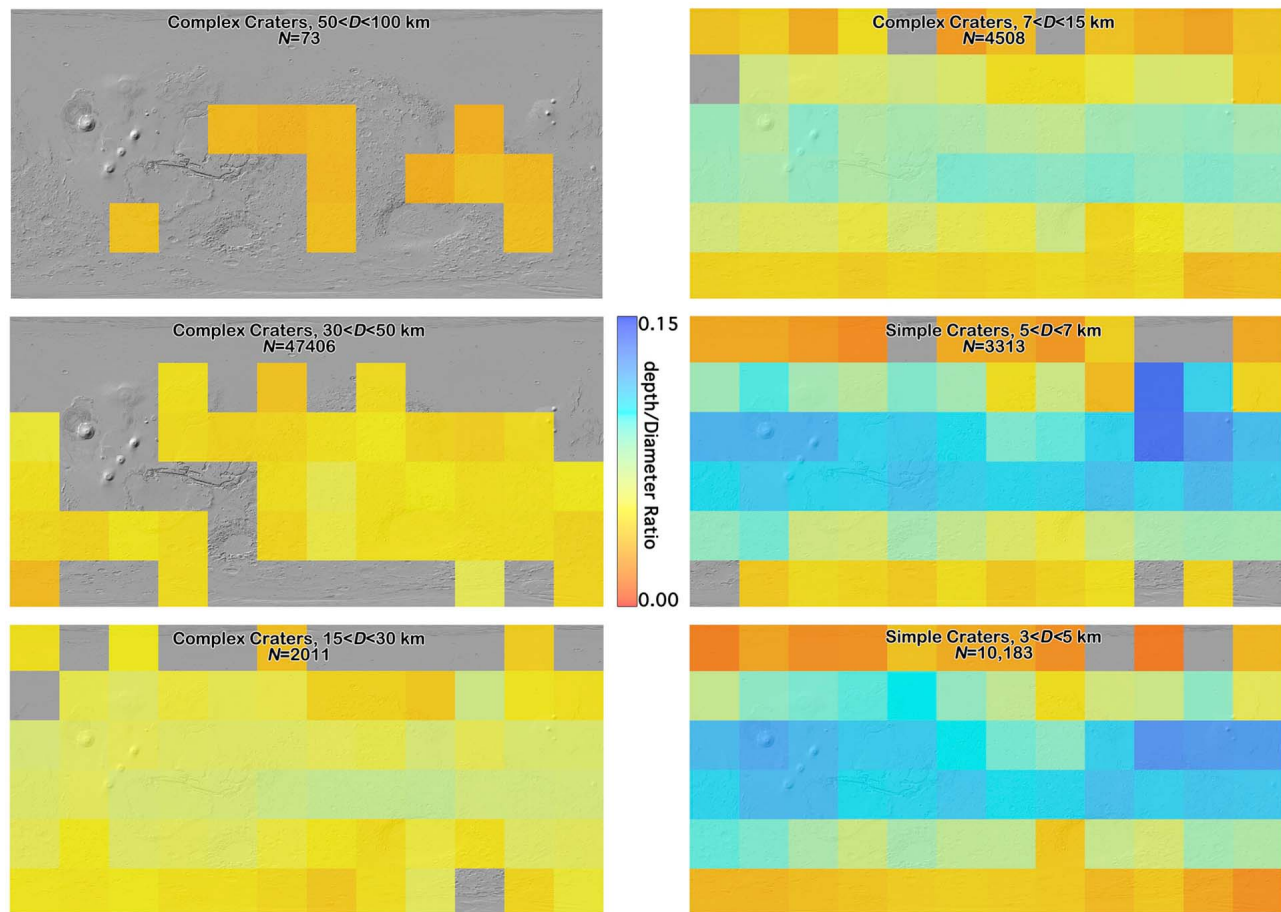 Complex Craters, 50<D<100 km
N=73
Complex Craters, 7<D<15 km
N=4508
Complex Craters, 30<D<50 km
N=47406
0.15
depth/Diameter Ratio
0.00
Simple Craters, 5<D<7 km
N=3313
Complex Craters, 15<D<30 km
N=2011
Simple Craters, 3<D<5 km
N=10,183